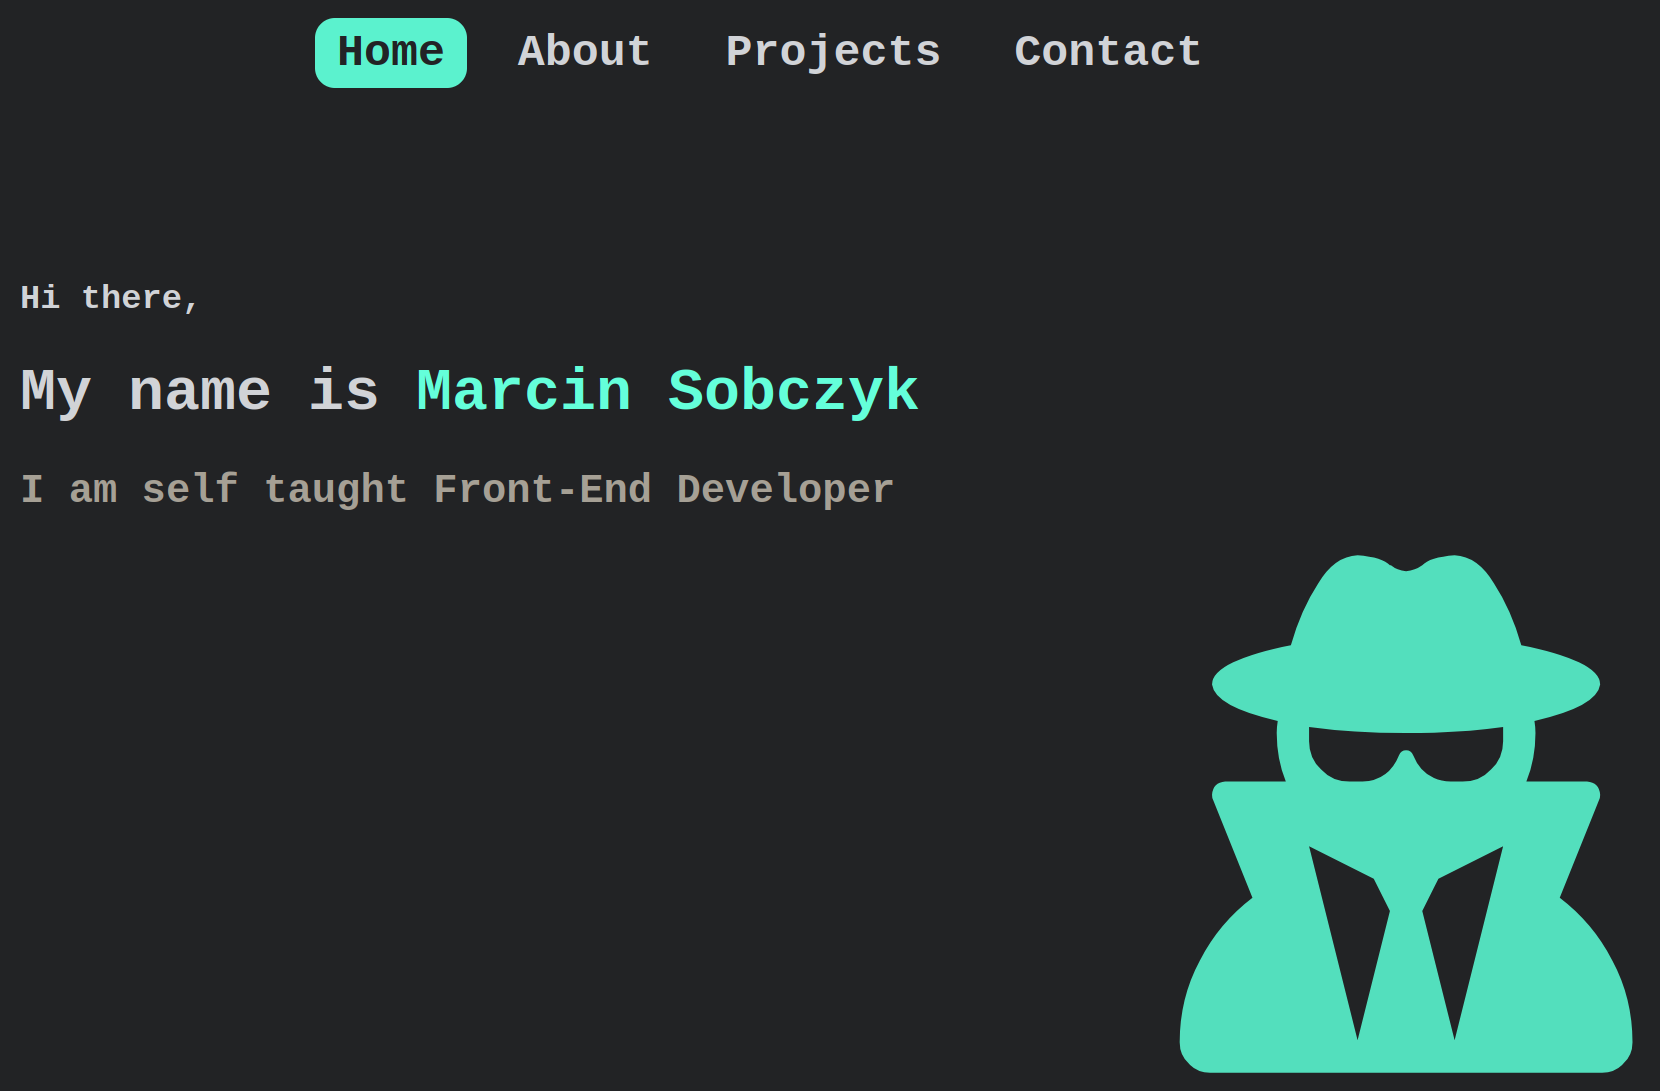 Home About Projects Contact
Hi there,
My name is Marcin Sobczyk
I am self taught Front-End Developer